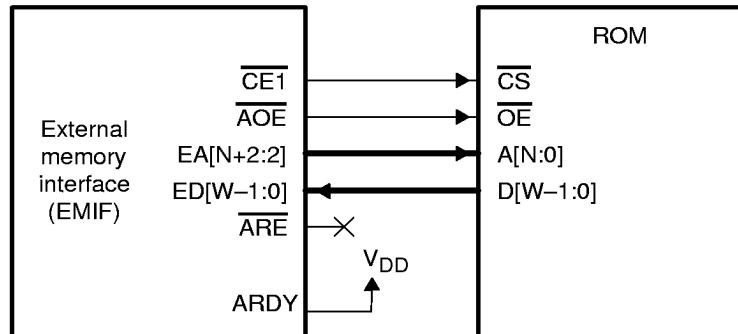 ROM
CE1
CS
AOE
OE
External
memory
interface
(EMIF)
EA[N+2:2]
A[N:0]
ED[W–1:0]
D[W–1:0]
ARE
VDD
ARDY